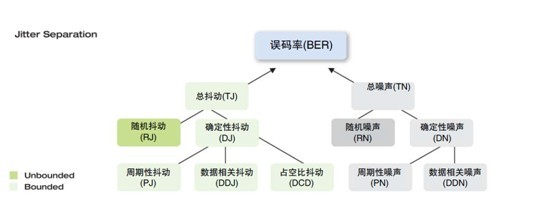 Jitter Separation
误码率(BER)
总抖动(TJ)
总噪声(TN)
随机抖动
(RJ)
确定性抖动
(DJ)
随机噪声
(RN)
确定性噪声
(DN)
周期性抖动
(PJ)
数据相关抖动
(DDJ)
占空比抖动
(DCD)
周期性噪声
(PN)
数据相关噪声
(DDN)
Unbounded
Bounded